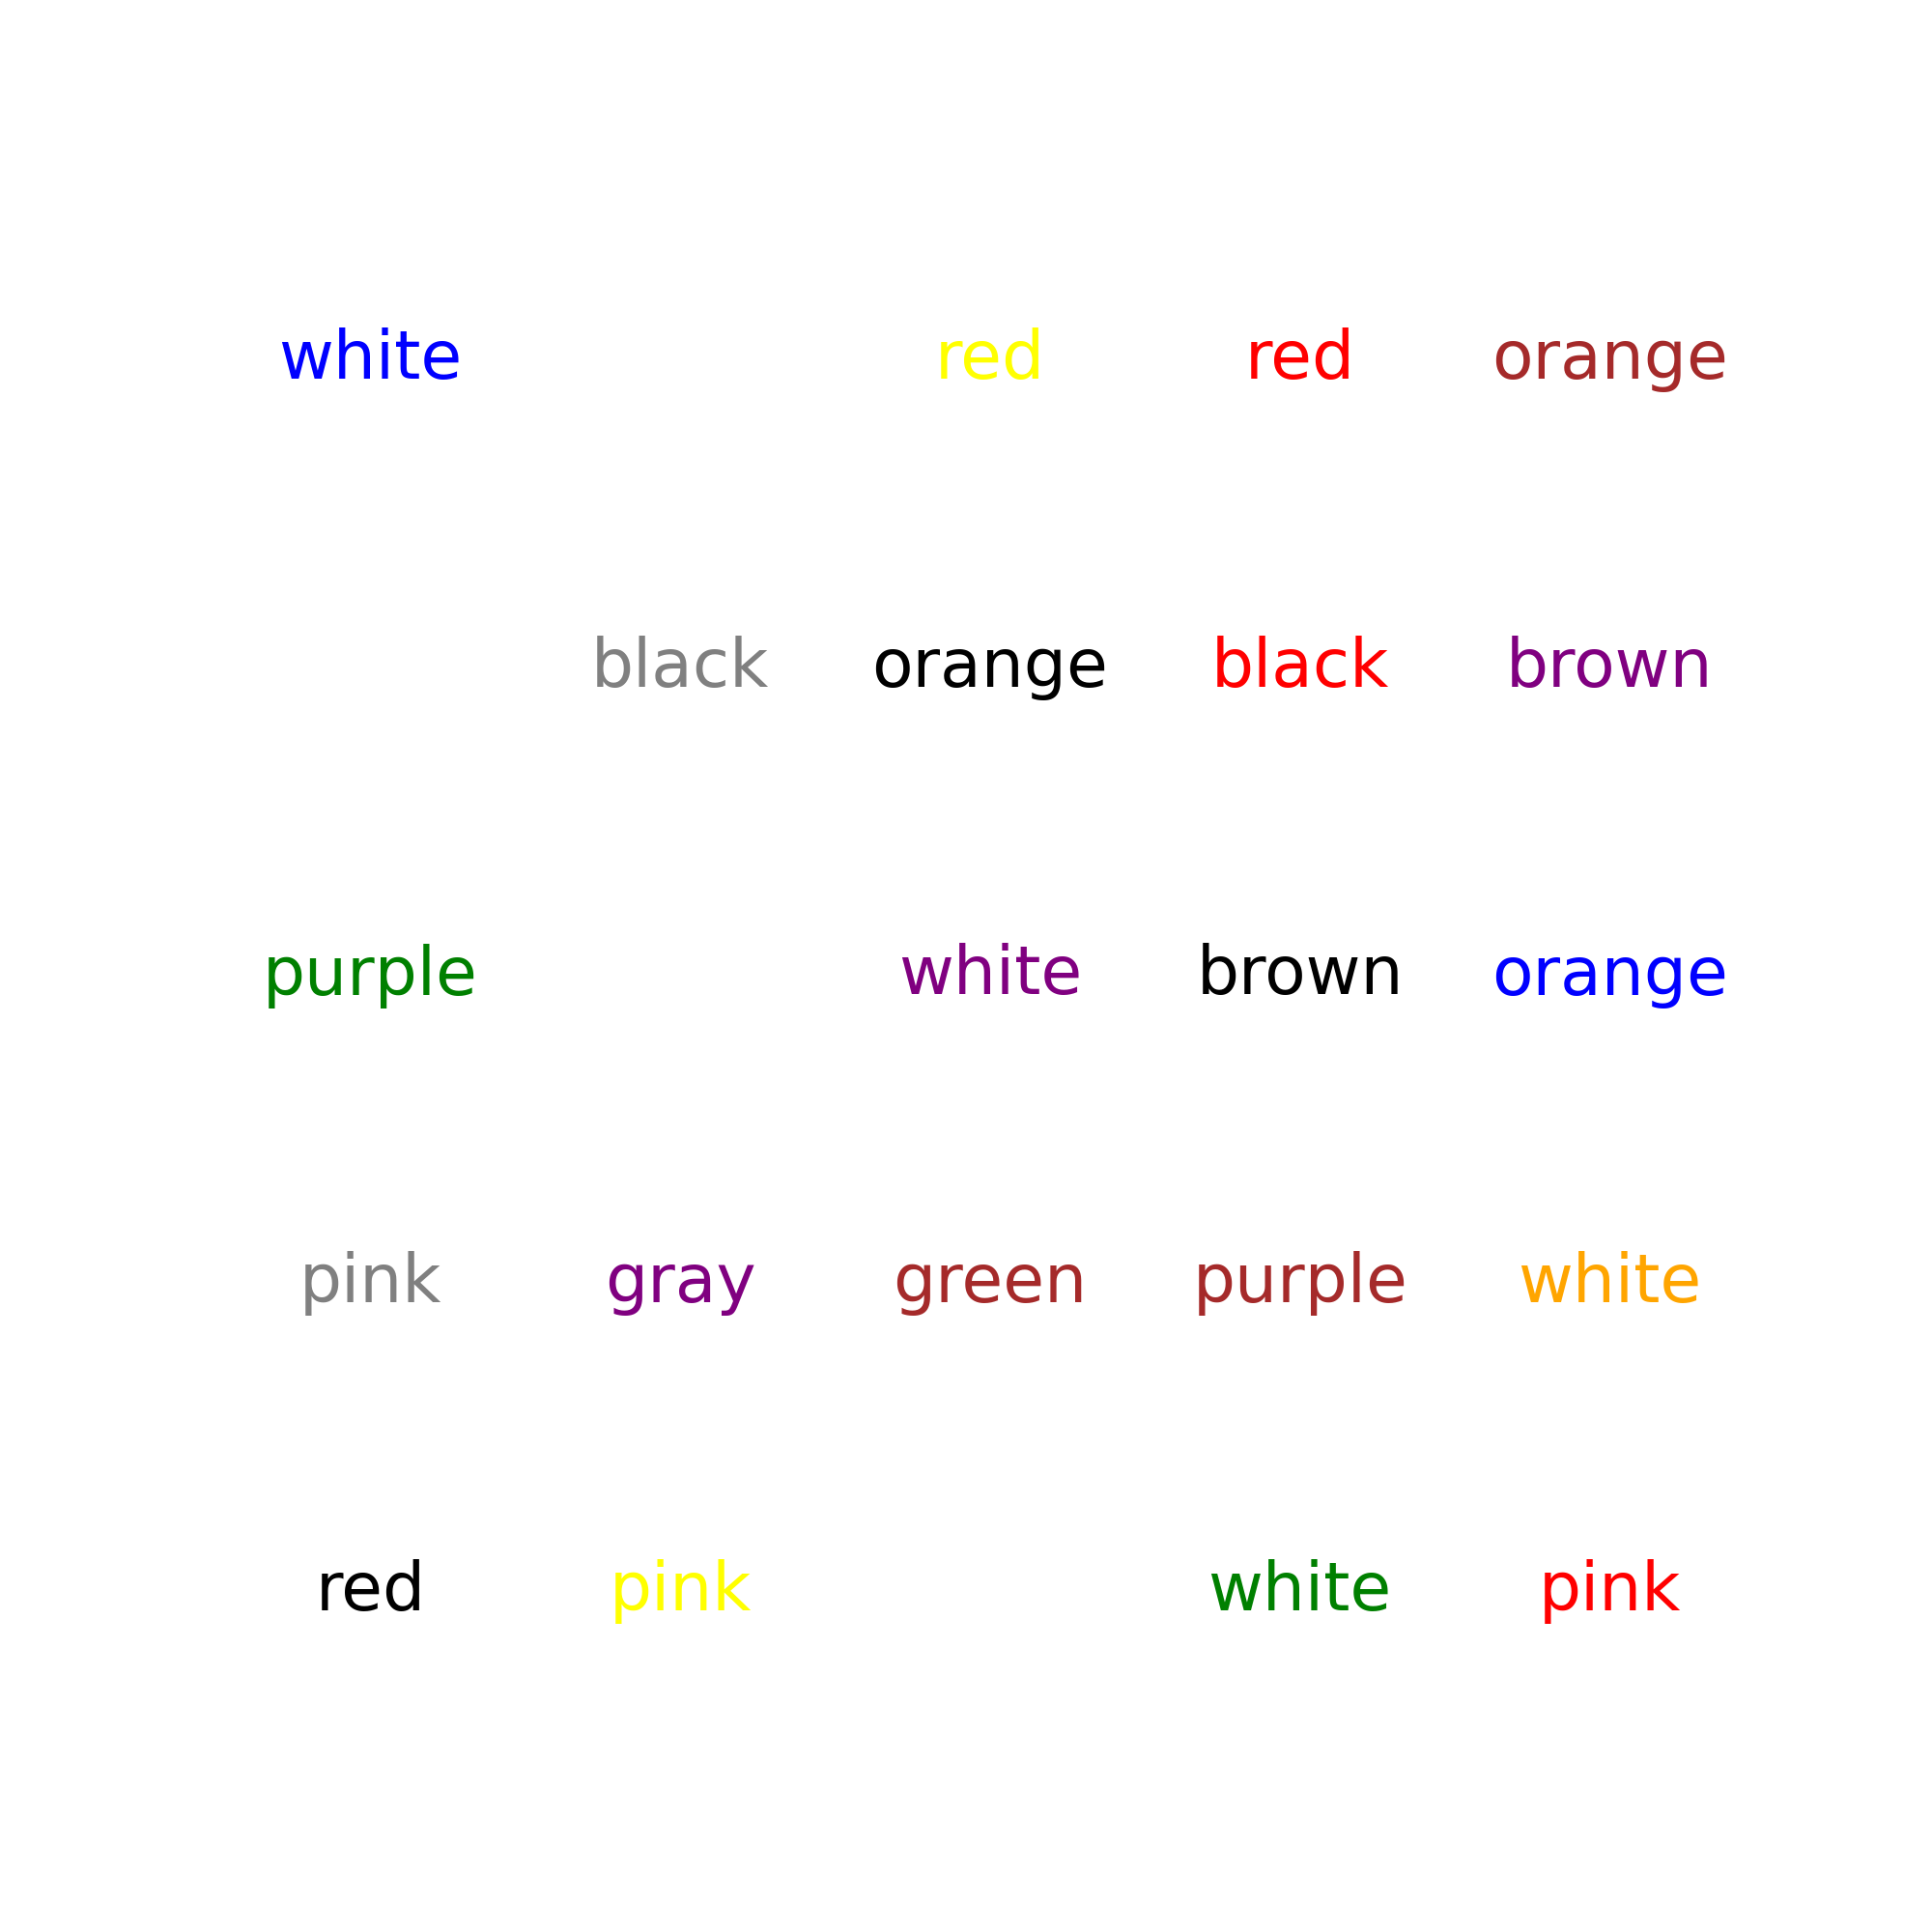 white red red orange
black orange black brown
purple white brown orange
pink gray green purple white
red pink white pink